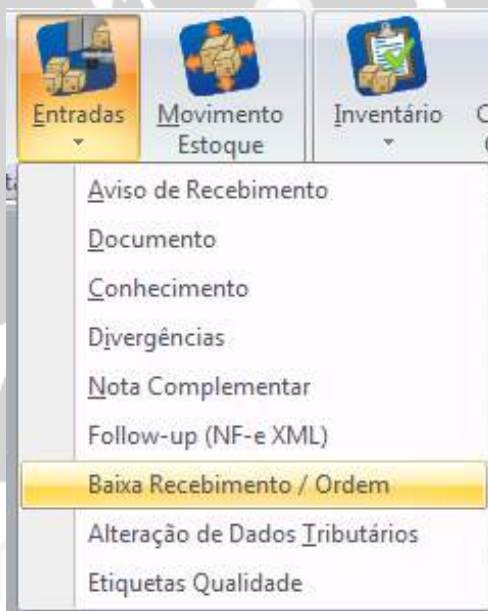 Entradas
Movimento
Estoque
Inventário
Aviso de Recebimento
Documento
Conhecimento
Divergências
Nota Complementar
Follow-up (NF-e XML)
Baixa Recebimento / Ordem
Alteração de Dados Tributários
Etiquetas Qualidade